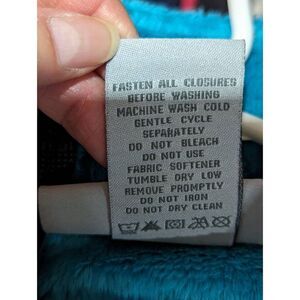 FASTEN ALL CLOSURES
BEFORE WASHING
MACHINE WASH COLD
GENTLE CYCLE
SEPARATELY
DO NOT BLEACH
DO NOT USE
FABRIC SOFTENER
TUMBLE DRY LOW
REMOVE PROMPTLY
DO NOT IRON
DO NOT DRY CLEAN